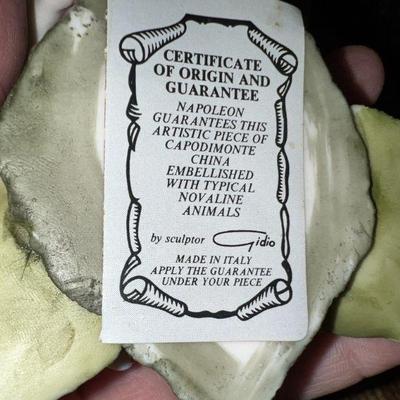 CERTIFICATE
OF ORIGIN AND
GUARANTEE
NAPOLEON
GUARANTEES THIS
ARTISTIC PIECE OF
CAPODIMONTE
CHINA
EMBELLISHED
WITH TYPICAL
NOVALINE
ANIMALS
by sculptor Gidio
MADE IN ITALY
APPLY THE GUARANTEE
UNDER YOUR PIECE